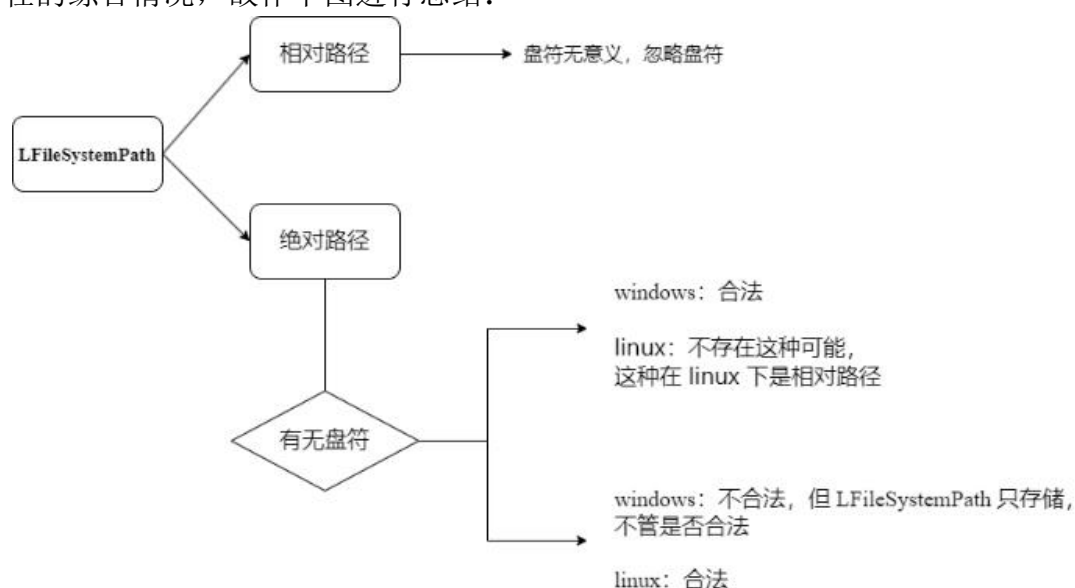 相对路径
盘符无意义，忽略盘符
LFileSystemPath
绝对路径
windows：合法
linux：不存在这种可能，
这种在 linux 下是相对路径
有无盘符
windows：不合法，但 LFileSystemPath 只存储，
不管是否合法
linux：合法